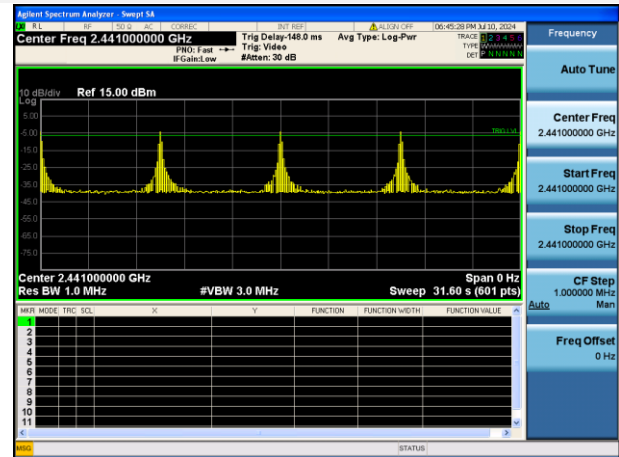 Agilent Spectrum Analyzer - Swept SA
RL RF 50 Ω AC CORREC INT REF ALIGN OFF 06:45:28 PM Jul 10, 2024
Center Freq 2.441000000 GHz Trig Delay-148.0 ms Avg Type: Log-Pwr TRACE 1 2 3 4 5 6
PNO: Fast Trig: Video TYPE
IFGain:Low #Atten: 30 dB DET P N N N N N
Frequency
Auto Tune
Center Freq
2.441000000 GHz
Start Freq
2.441000000 GHz
Stop Freq
2.441000000 GHz
CF Step
1.000000 MHz
Auto Man
Freq Offset
0 Hz
10 dB/div Ref 15.00 dBm
Log
5.00
-5.00
TRIG LVL
-15.0
-25.0
-35.0
-45.0
-55.0
-65.0
-75.0
Center 2.441000000 GHz Span 0 Hz
Res BW 1.0 MHz #VBW 3.0 MHz Sweep 31.60 s (601 pts)
MKR MODE TRC SCL X Y FUNCTION FUNCTION WIDTH FUNCTION VALUE
1
2
3
4
5
6
7
8
9
10
11
MSG STATUS